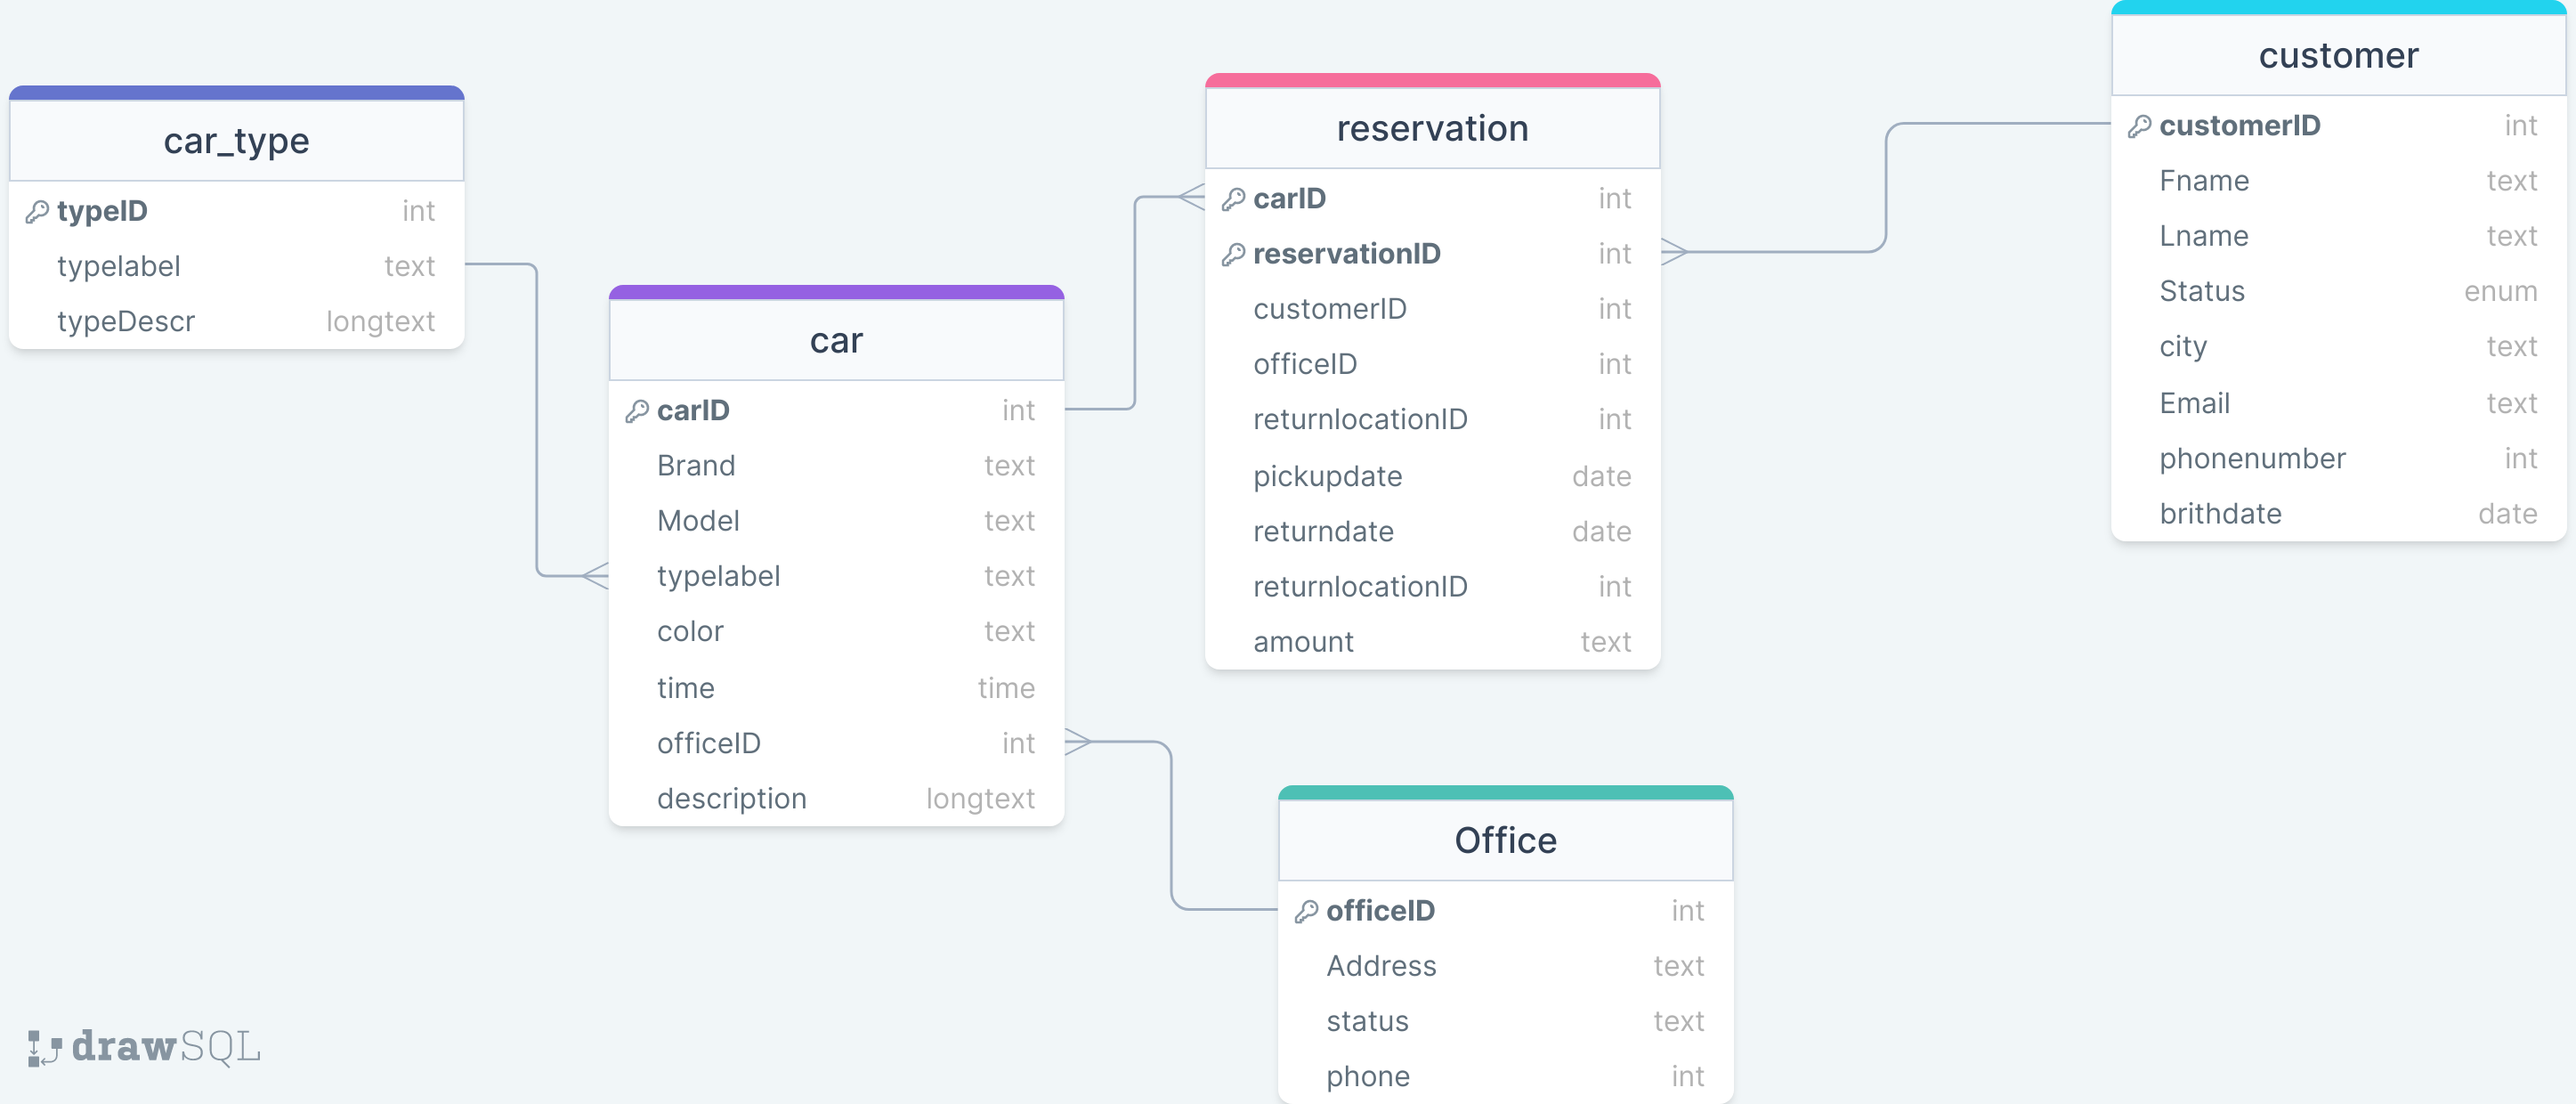 car_type
typeID int
typelabel text
typeDescr longtext
car
carID int
Brand text
Model text
typelabel text
color text
time time
officeID int
description longtext
reservation
carID int
reservationID int
customerID int
officeID int
returnlocationID int
pickupdate date
returndate date
returnlocationID int
amount text
customer
customerID int
Fname text
Lname text
Status enum
city text
Email text
phonenumber int
brithdate date
Office
officeID int
Address text
status text
phone int
drawSQL